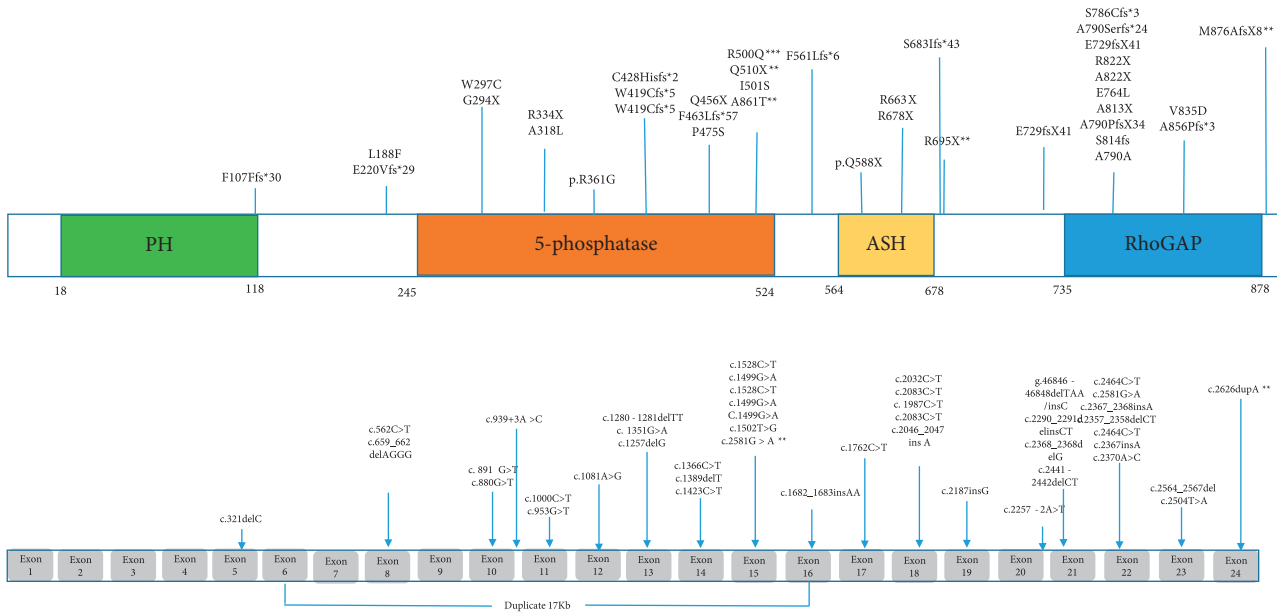 F107Ffs*30
L188F
E220Vfs*29
W297C
G294X
R334X
A318L
p.R361G
C428Hisfs*2
W419Cfs*5
W419Cfs*5
Q456X
F463Lfs*57
P475S
R500Q***
Q510X**
I501S
A861T**
F561Lfs*6
p.Q588X
R663X
R678X
S683Ifs*43
R695X**
E729fsX41
S786Cfs*3
A790Serfs*24
E729fsX41
R822X
A822X
E764L
A813X
A790PfsX34
S814fs
A790A
V835D
A856Pfs*3
M876AfsX8**
PH
5-phosphatase
ASH
RhoGAP
18
118
245
524
564
678
735
878
c.321delC
c.562C>T
c.659_662
delAGGG
c. 891 G>T
c.880G>T
c.939+3A >C
c.1000C>T
c.953G>T
c.1081A>G
c.1280 - 1281delTT
c. 1351G>A
c.1257delG
c.1366C>T
c.1389delT
c.1423C>T
c.1528C>T
c.1499G>A
c.1528C>T
c.1499G>A
C.1499G>A
c.1502T>G
c.2581G > A **
c.1682_1683insAA
c.1762C>T
c.2032C>T
c.2083C>T
c. 1987C>T
c.2083C>T
c.2046_2047
ins A
c.2187insG
c.2257 - 2A>T
g.46846 -
46848delTAA
/insC
c.2290_2291d
elinsCT
c.2368_2368d
elG
c.2441 -
2442delCT
c.2464C>T
c.2581G>A
c.2367_2368insA
c.2357_2358delCT
c.2464C>T
c.2367insA
c.2370A>C
c.2564_2567del
c.2504T>A
c.2626dupA **
Exon
1
Exon
2
Exon
3
Exon
4
Exon
5
Exon
6
Exon
7
Exon
8
Exon
9
Exon
10
Exon
11
Exon
12
Exon
13
Exon
14
Exon
15
Exon
16
Exon
17
Exon
18
Exon
19
Exon
20
Exon
21
Exon
22
Exon
23
Exon
24
Duplicate 17Kb